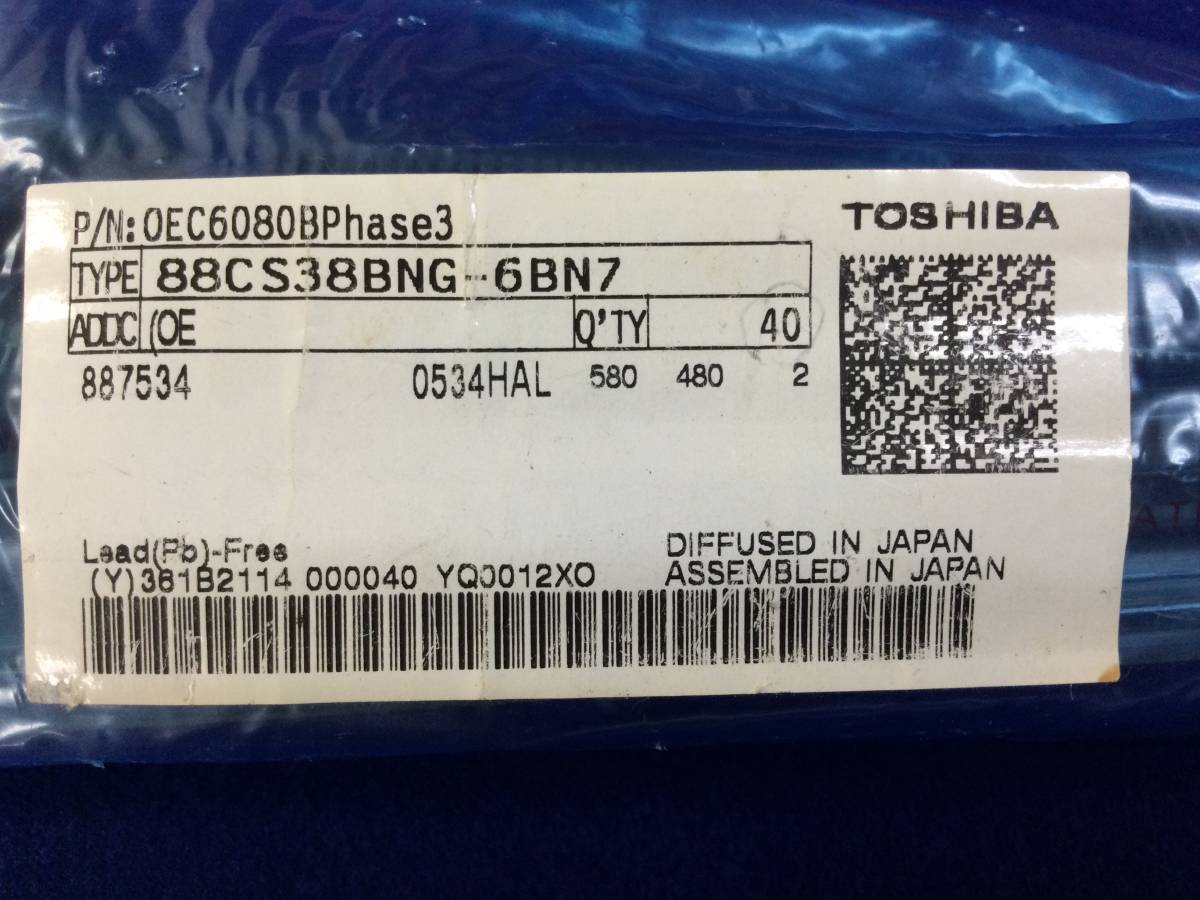 P/N:OEC6080BPhase3
TOSHIBA
TYPE 88CS38BNG-6BN7
ADDC (OE Q'TY 40
887534 0534HAL 580 480 2
Lead(Pb)-Free
DIFFUSED IN JAPAN
(Y)361B2114 000040 YQ0012XO
ASSEMBLED IN JAPAN